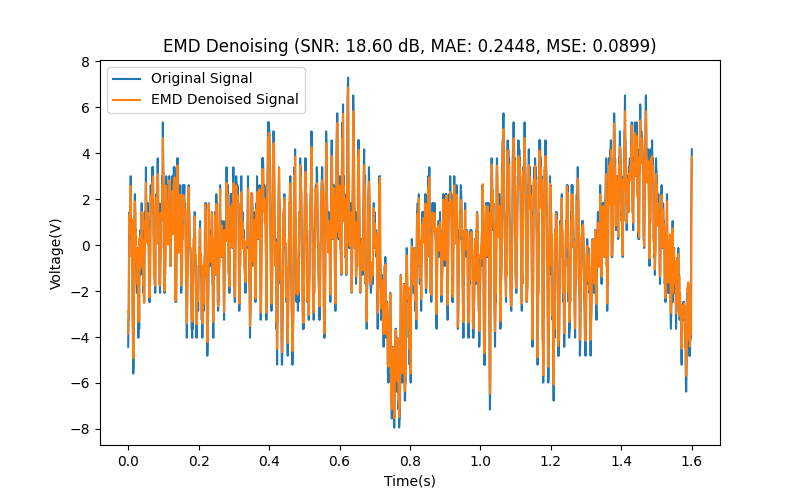 EMD Denoising (SNR: 18.60 dB, MAE: 0.2448, MSE: 0.0899)
Original Signal
EMD Denoised Signal
Voltage(V)
8
6
4
2
0
−2
−4
−6
−8
0.0 0.2 0.4 0.6 0.8 1.0 1.2 1.4 1.6
Time(s)